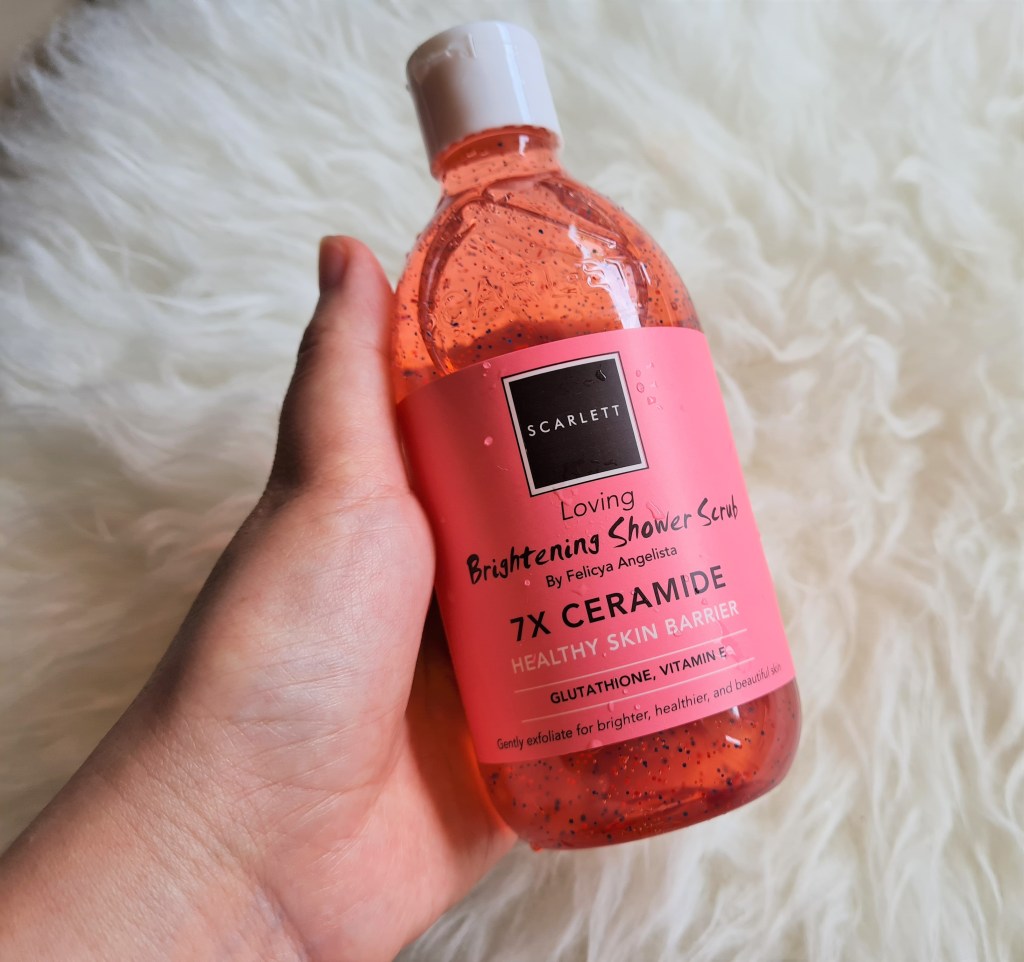 SCARLETT
Loving
Brightening Shower Scrub
By Felicya Angelista
7X CERAMIDE
HEALTHY SKIN BARRIER
GLUTATHIONE, VITAMIN E
Gently exfoliate for brighter, healthier, and beautiful skin